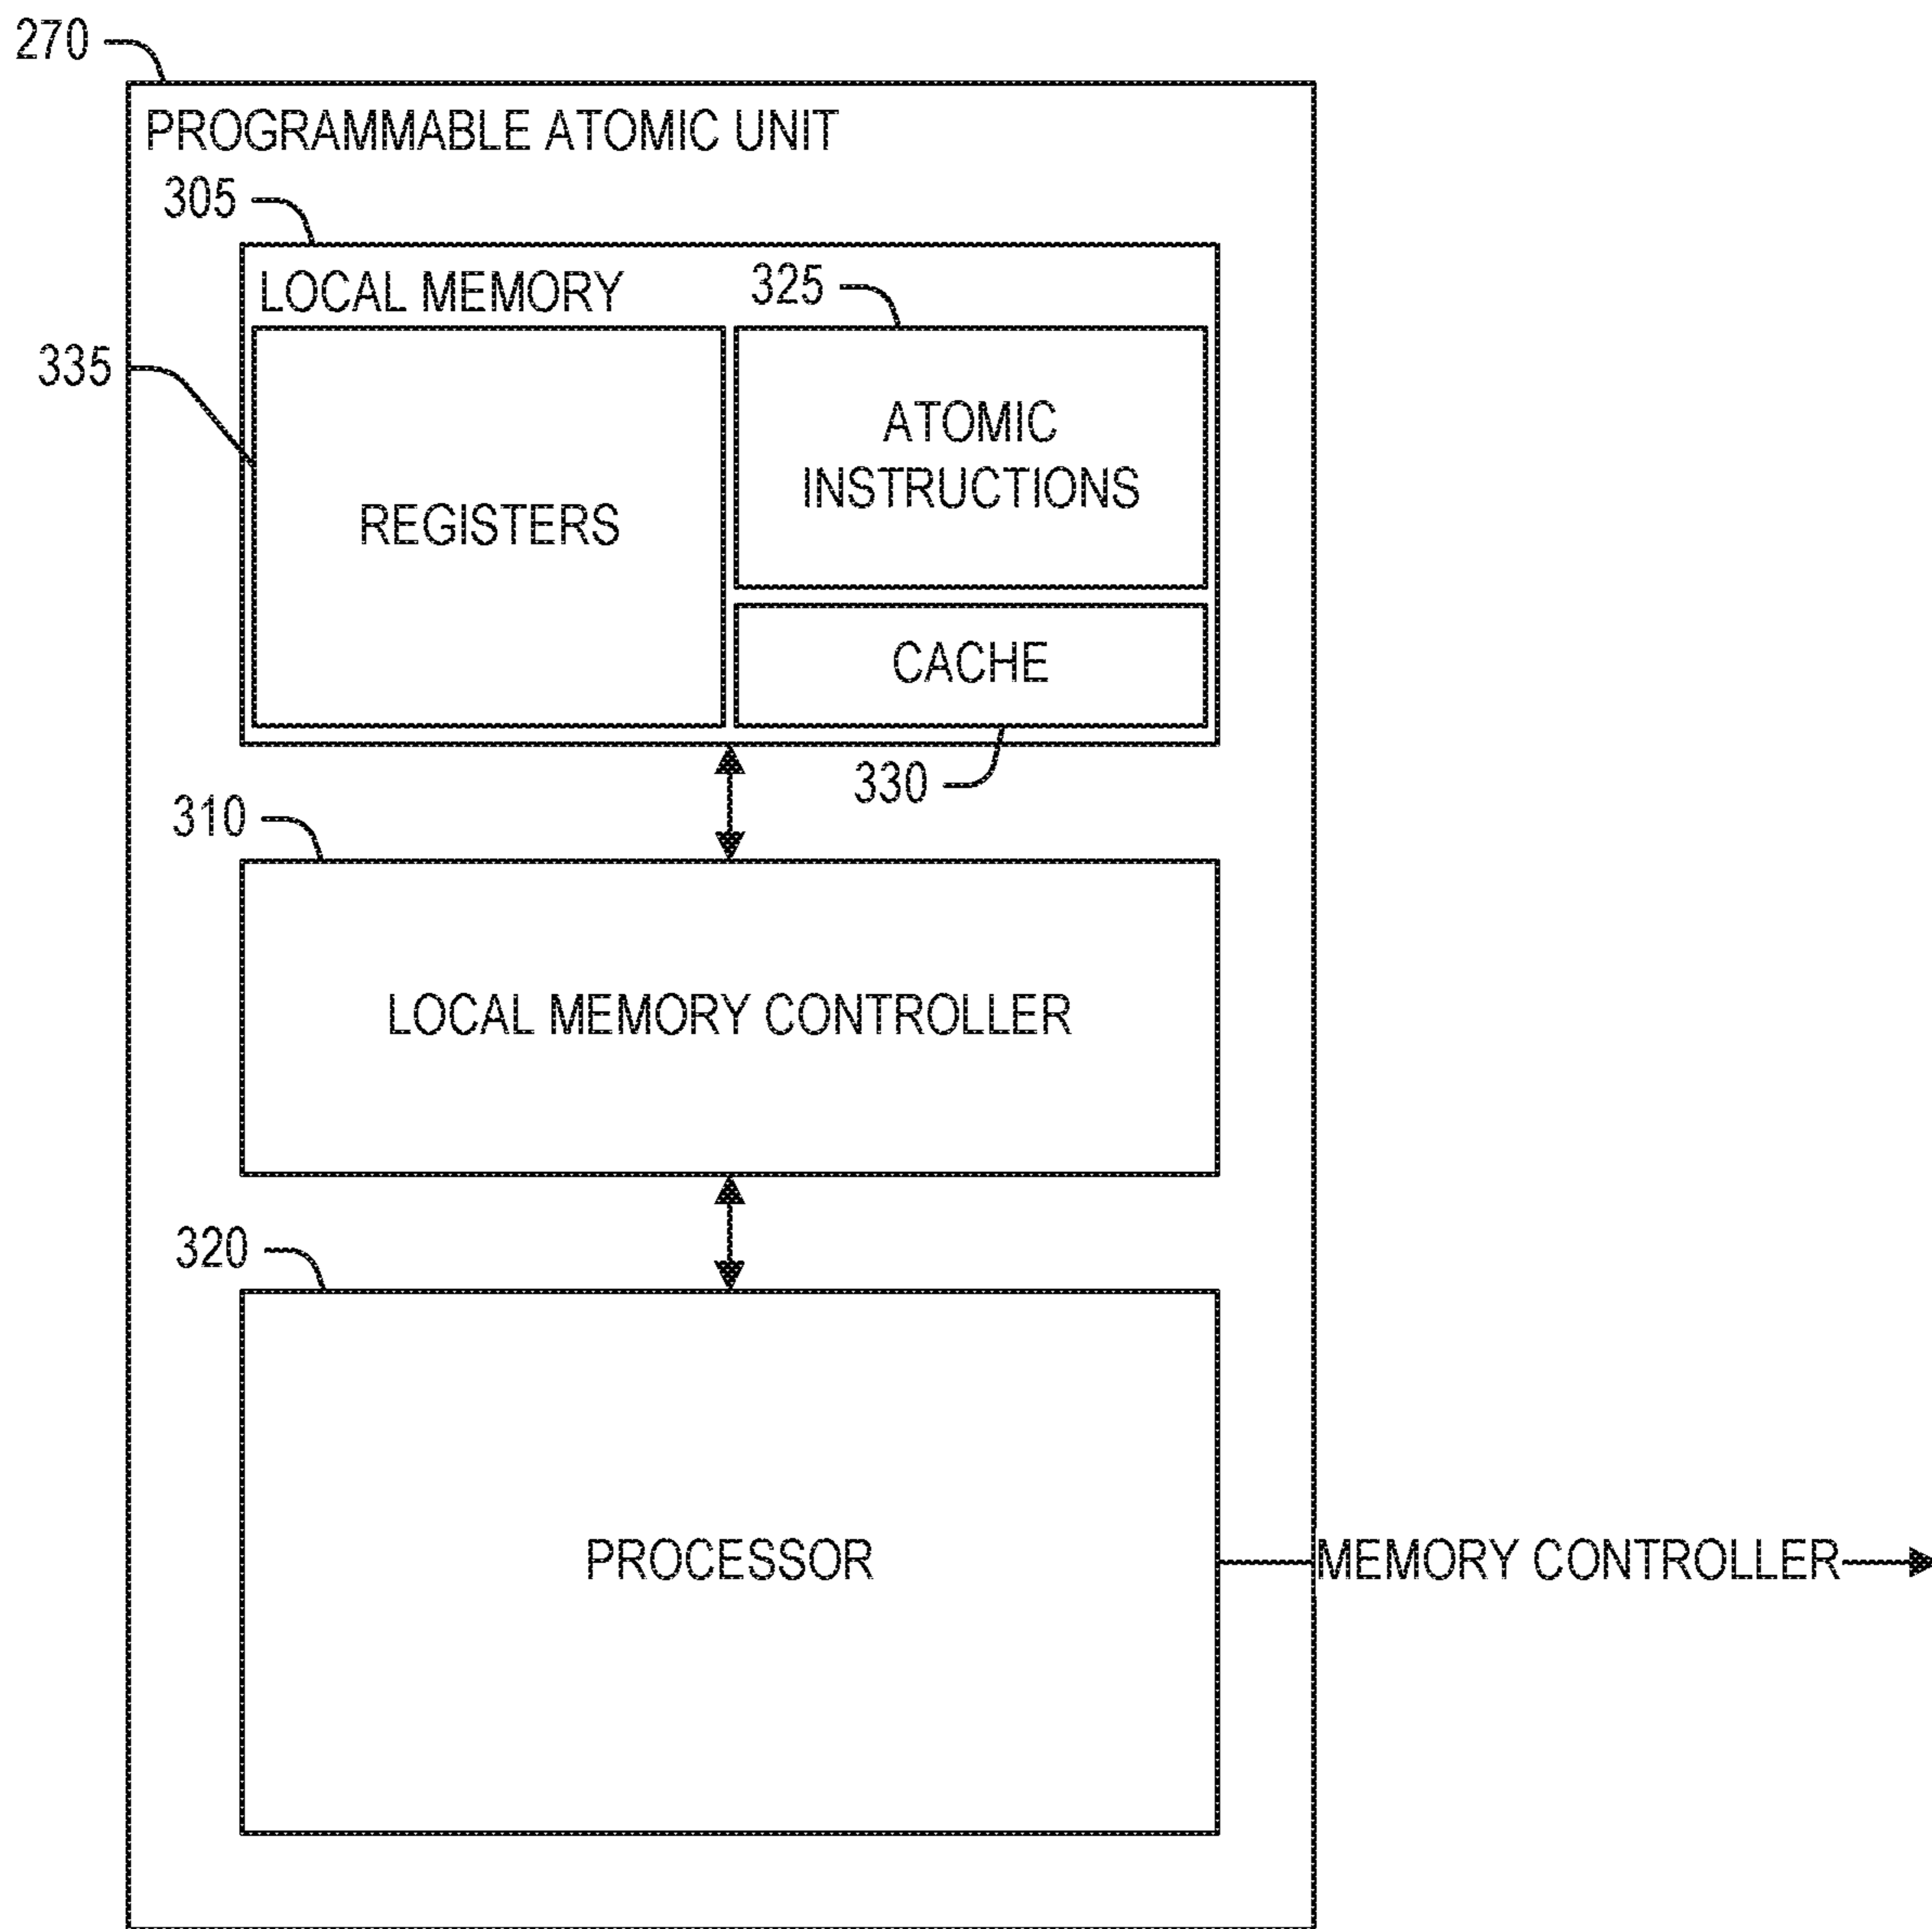 270
PROGRAMMABLE ATOMIC UNIT
305
LOCAL MEMORY
325
335
ATOMIC
INSTRUCTIONS
REGISTERS
CACHE
330
310
LOCAL MEMORY CONTROLLER
320
PROCESSOR
MEMORY CONTROLLER